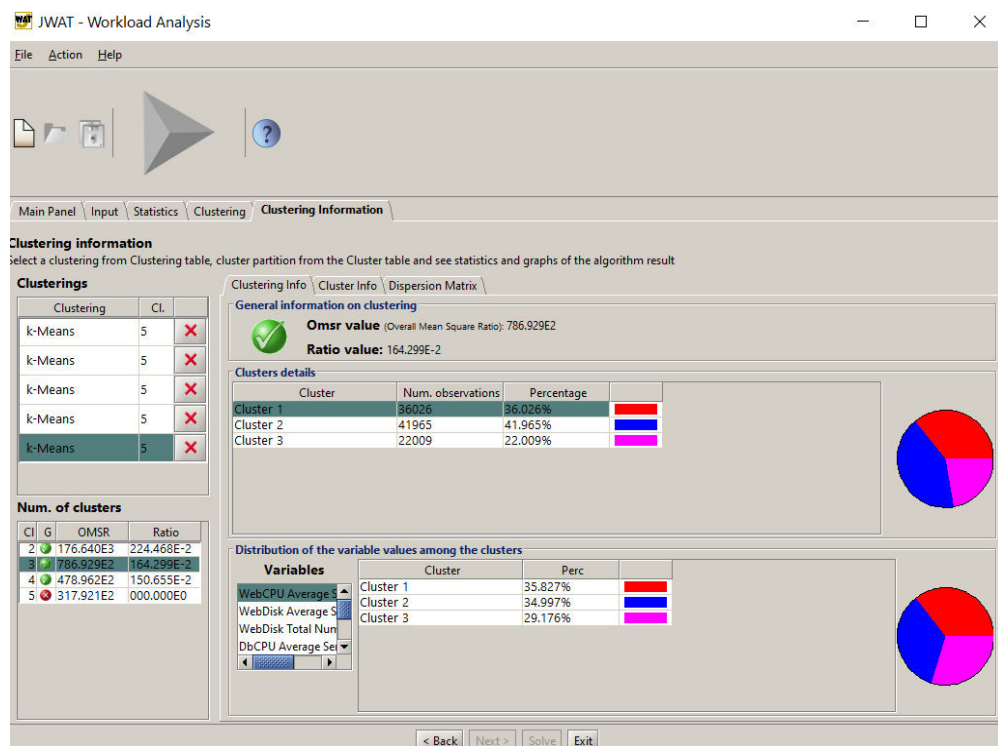 JWAT - Workload Analysis
File Action Help
Main Panel Input Statistics Clustering Clustering Information
Clustering information
Select a clustering from Clustering table, cluster partition from the Cluster table and see statistics and graphs of the algorithm result
Clusterings
Clustering Cl.
k-Means 5
k-Means 5
k-Means 5
k-Means 5
k-Means 5
Num. of clusters
Cl G OMSR Ratio
2 176.640E3 224.468E-2
3 786.929E2 164.299E-2
4 478.962E2 150.655E-2
5 317.921E2 000.000E0
Clustering Info Cluster Info Dispersion Matrix
General information on clustering
Omsr value (Overall Mean Square Ratio): 786.929E2
Ratio value: 164.299E-2
Clusters details
Cluster Num. observations Percentage
Cluster 1 36026 36.026%
Cluster 2 41965 41.965%
Cluster 3 22009 22.009%
Distribution of the variable values among the clusters
Variables
WebCPU Average S
WebDisk Average S
WebDisk Total Num
DbCPU Average Ser
Cluster Perc
Cluster 1 35.827%
Cluster 2 34.997%
Cluster 3 29.176%
< Back Next > Solve Exit